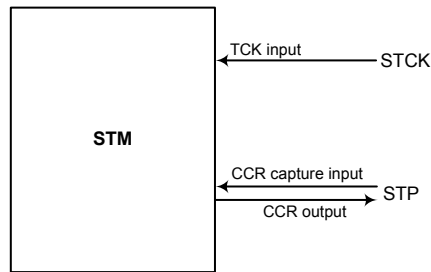 TCK input
STCK
STM
CCR capture input
STP
CCR output